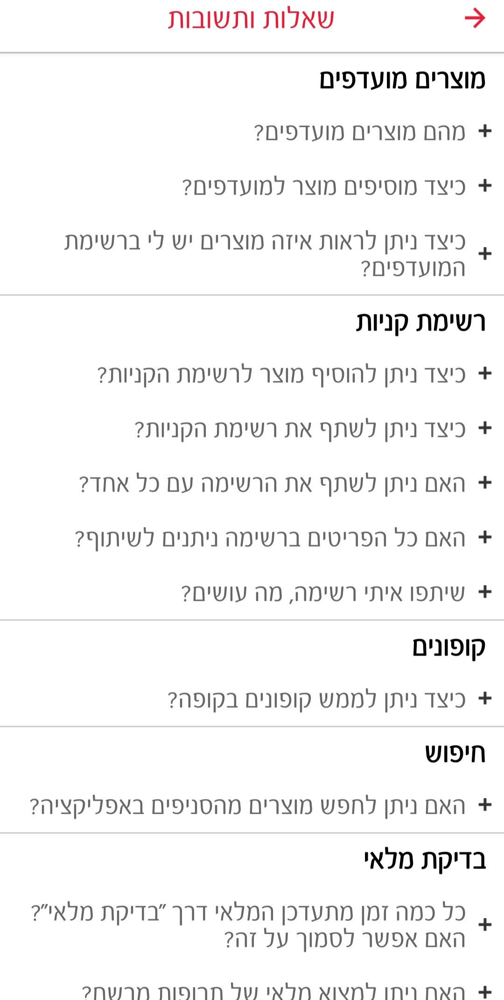 שאלות ותשובות
מוצרים מועדפים
מהם מוצרים מועדפים?
כיצד מוסיפים מוצר למועדפים?
כיצד ניתן לראות איזה מוצרים יש לי ברשימת
המועדפים?
רשימת קניות
כיצד ניתן להוסיף מוצר לרשימת הקניות?
כיצד ניתן לשתף את רשימת הקניות?
האם ניתן לשתף את הרשימה עם כל אחד?
האם כל הפריטים ברשימה ניתנים לשיתוף?
שיתפו איתי רשימה, מה עושים?
קופונים
כיצד ניתן לממש קופונים בקופה?
חיפוש
האם ניתן לחפש מוצרים מהסניפים באפליקציה?
בדיקת מלאי
כל כמה זמן מתעדכן המלאי דרך "בדיקת מלאי"?
האם אפשר לסמוך על זה?
האם ניתן למצוא מלאי של תרופות מרשם?